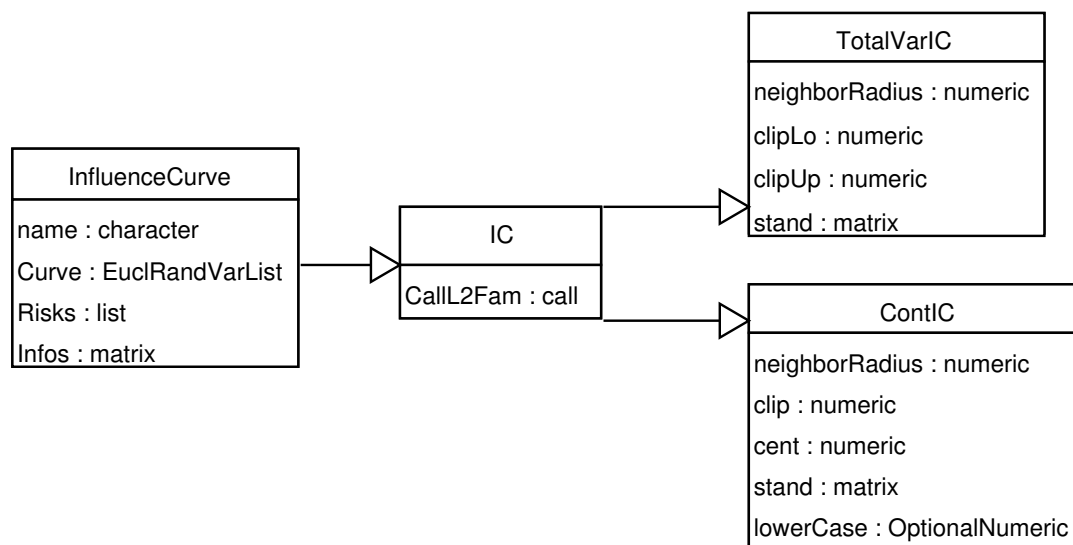 InfluenceCurve
name : character
Curve : EuclRandVarList
Risks : list
Infos : matrix
IC
CallL2Fam : call
TotalVarIC
neighborRadius : numeric
clipLo : numeric
clipUp : numeric
stand : matrix
ContIC
neighborRadius : numeric
clip : numeric
cent : numeric
stand : matrix
lowerCase : OptionalNumeric